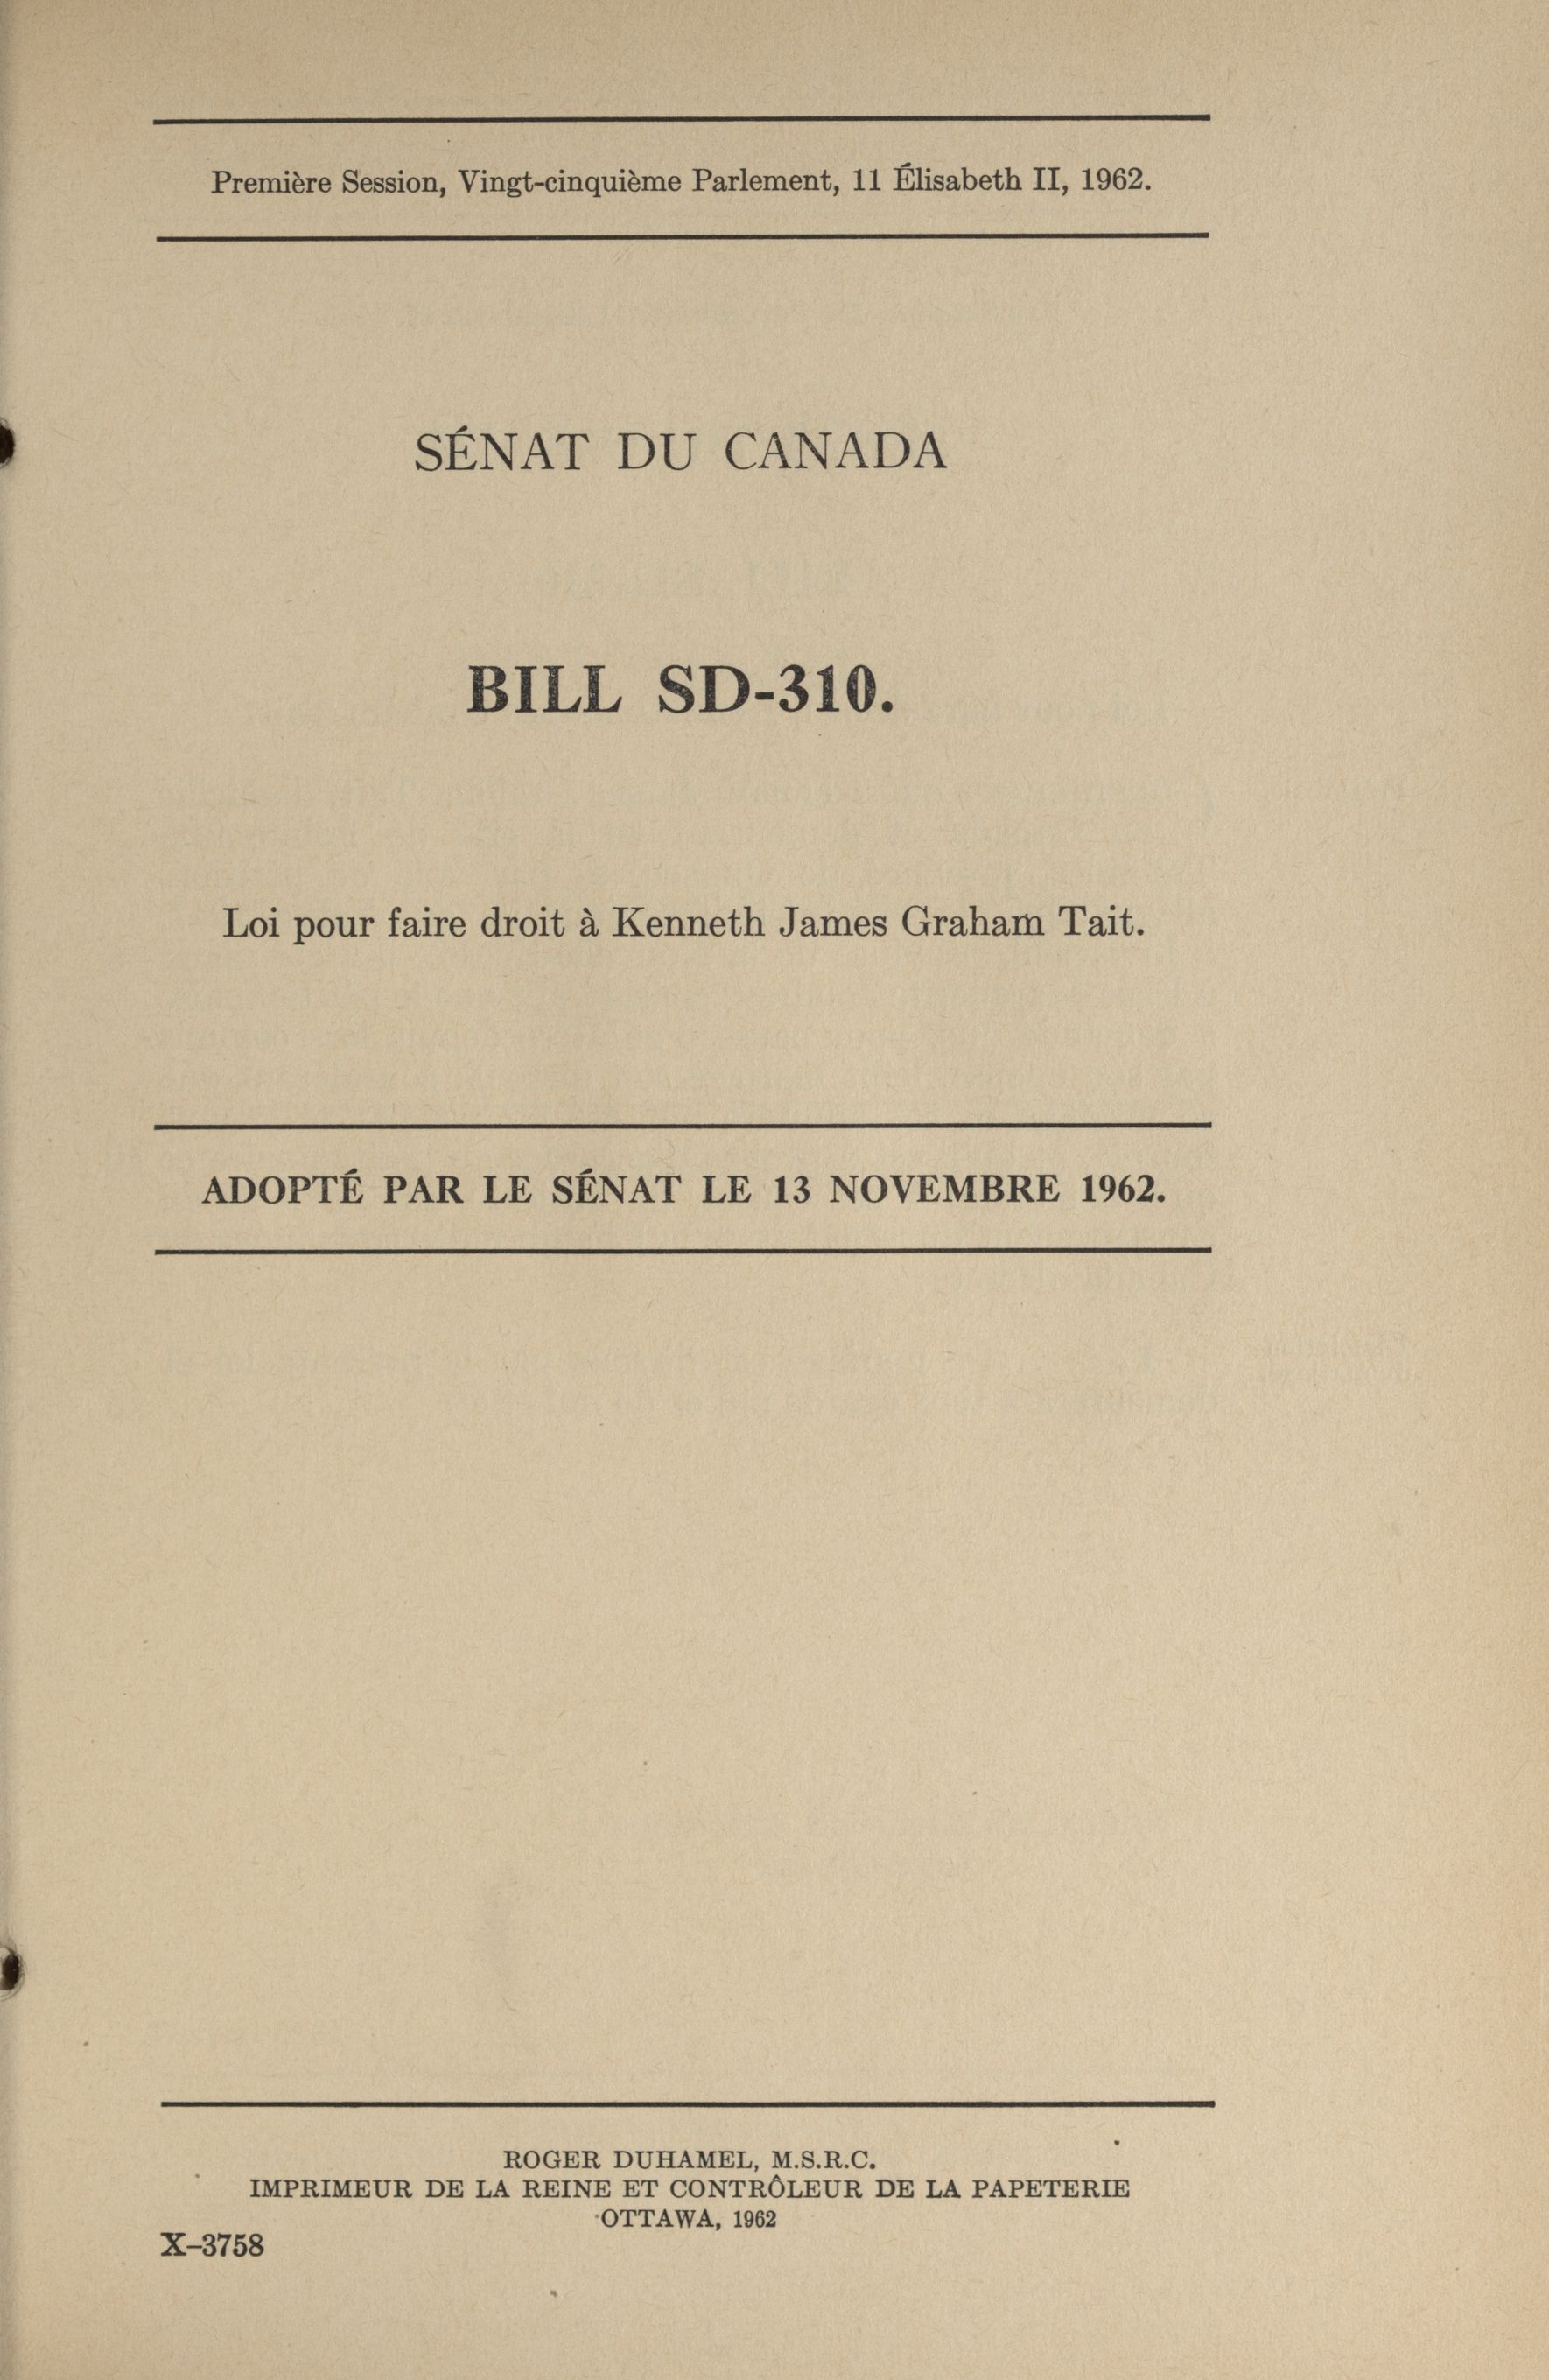 Première Session, Vingt-cinquième Parlement, 11 Élisabeth II, 1962.
SÉNAT DU CANADA
BILL SD-310.
Loi pour faire droit à Kenneth James Graham Tait.
ADOPTÉ PAR LE SÉNAT LE 13 NOVEMBRE 1962.
ROGER DUHAMEL, M.S.R.C.
IMPRIMEUR DE LA REINE ET CONTRÔLEUR DE LA PAPETERIE
OTTAWA, 1962
X–3758